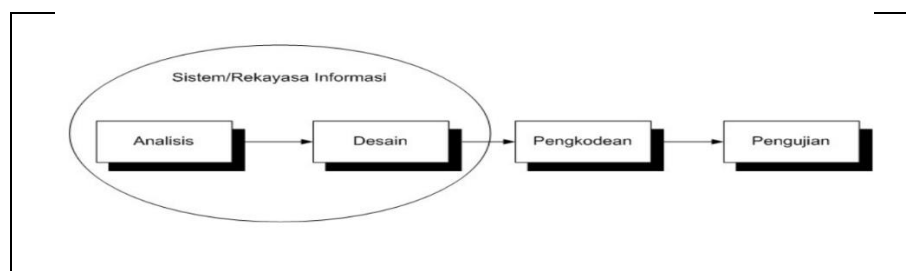 Sistem/Rekayasa Informasi
Analisis
Desain
Pengkodean
Pengujian